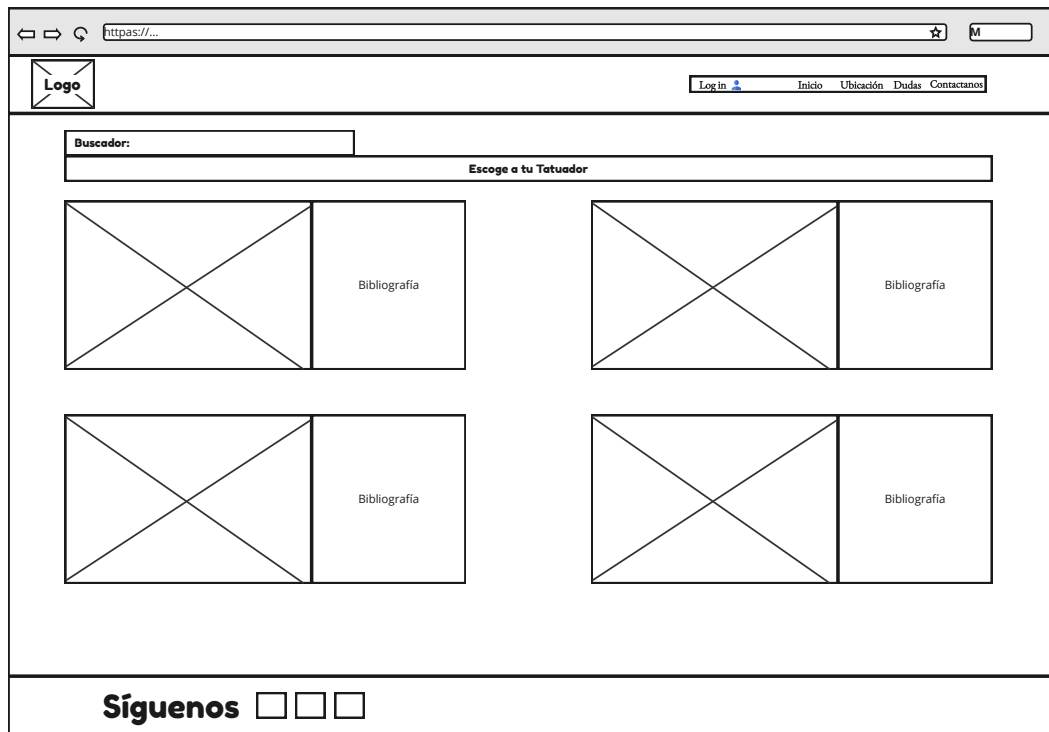 httpas://...
M
Logo
Log in Inicio Ubicación Dudas Contactanos
Buscador:
Escoge a tu Tatuador
Bibliografía
Bibliografía
Bibliografía
Bibliografía
Síguenos